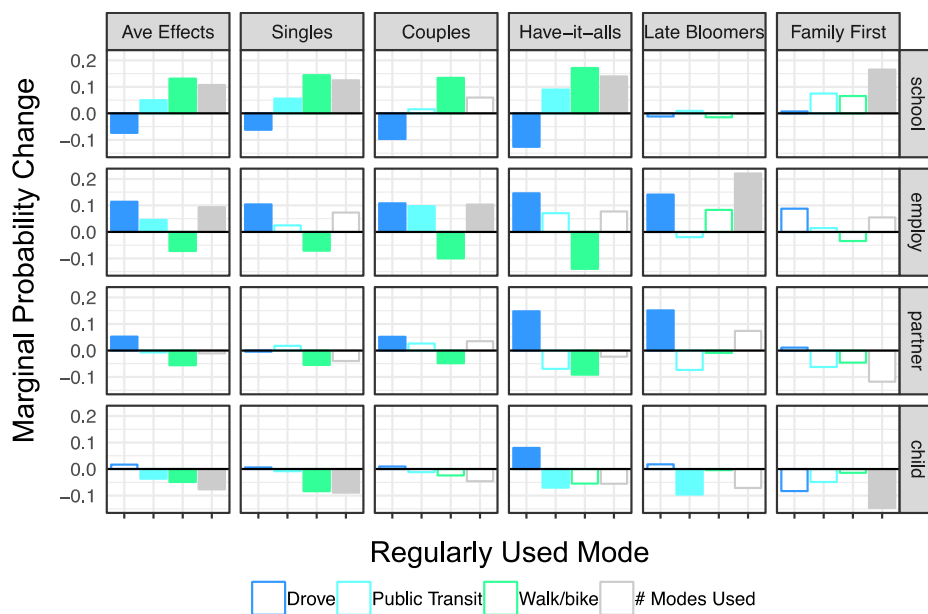 Ave Effects Singles Couples Have−it−alls Late Bloomers Family First
0.2
0.1
0.0
−0.1
school
0.2
0.1
0.0
−0.1
employ
0.2
0.1
0.0
−0.1
partner
0.2
0.1
0.0
−0.1
child
Marginal Probability Change
Regularly Used Mode
Drove Public Transit Walk/bike # Modes Used